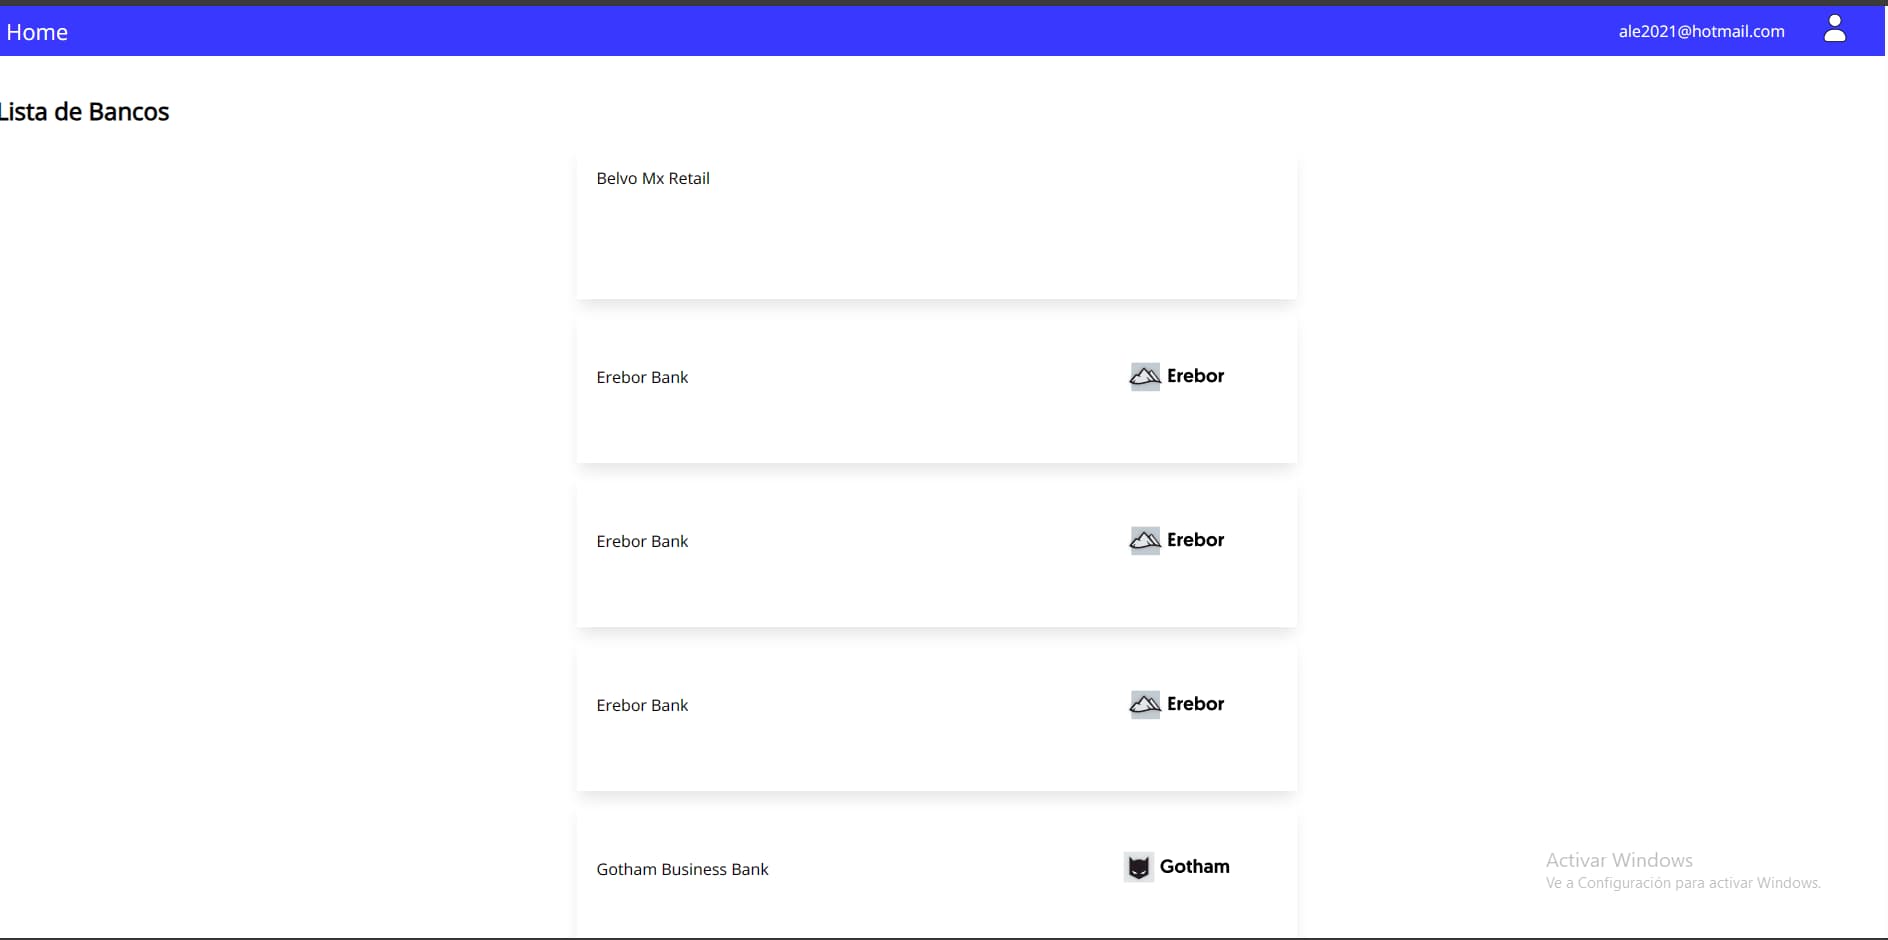 Home
ale2021@hotmail.com
Lista de Bancos
Belvo Mx Retail
Erebor Bank
Erebor
Erebor Bank
Erebor
Erebor Bank
Erebor
Gotham Business Bank
Gotham
Activar Windows
Ve a Configuración para activar Windows.